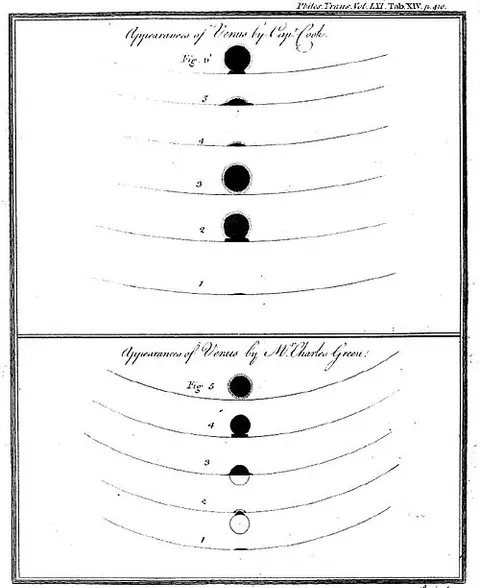 Philos. Trans. Vol. LXI. Tab. XIV. p. 410.
Appearances of Venus by Capt. Cook.
Fig. 6
5
4
3
2
1
Appearances of Venus by Mr. Charles Green.
Fig. 5
4
3
2
1